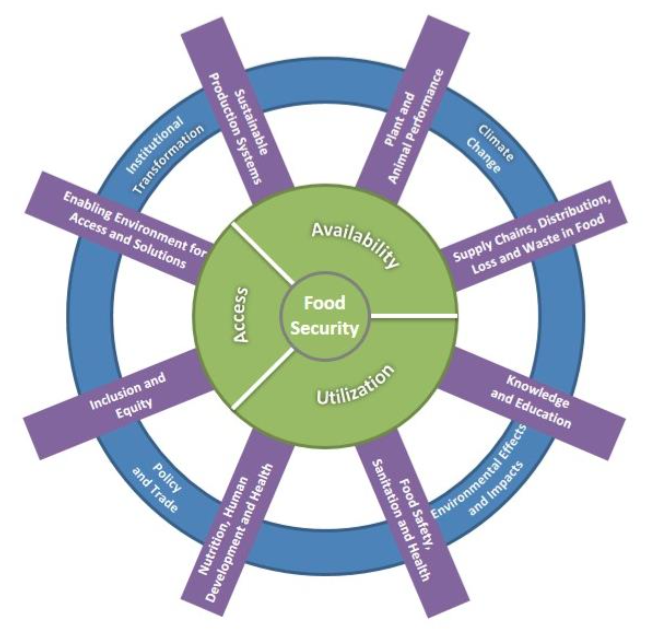 Food
Security
Availability
Access
Utilization
Sustainable
Production Systems
Plant and
Animal Performance
Climate
Change
Supply Chains, Distribution,
Loss and Waste in Food
Knowledge
and Education
Environmental Effects
and Impacts
Food Safety,
Sanitation and Health
Nutrition, Human
Development and Health
Policy
and Trade
Inclusion and
Equity
Enabling Environment for
Access and Solutions
Institutional
Transformation